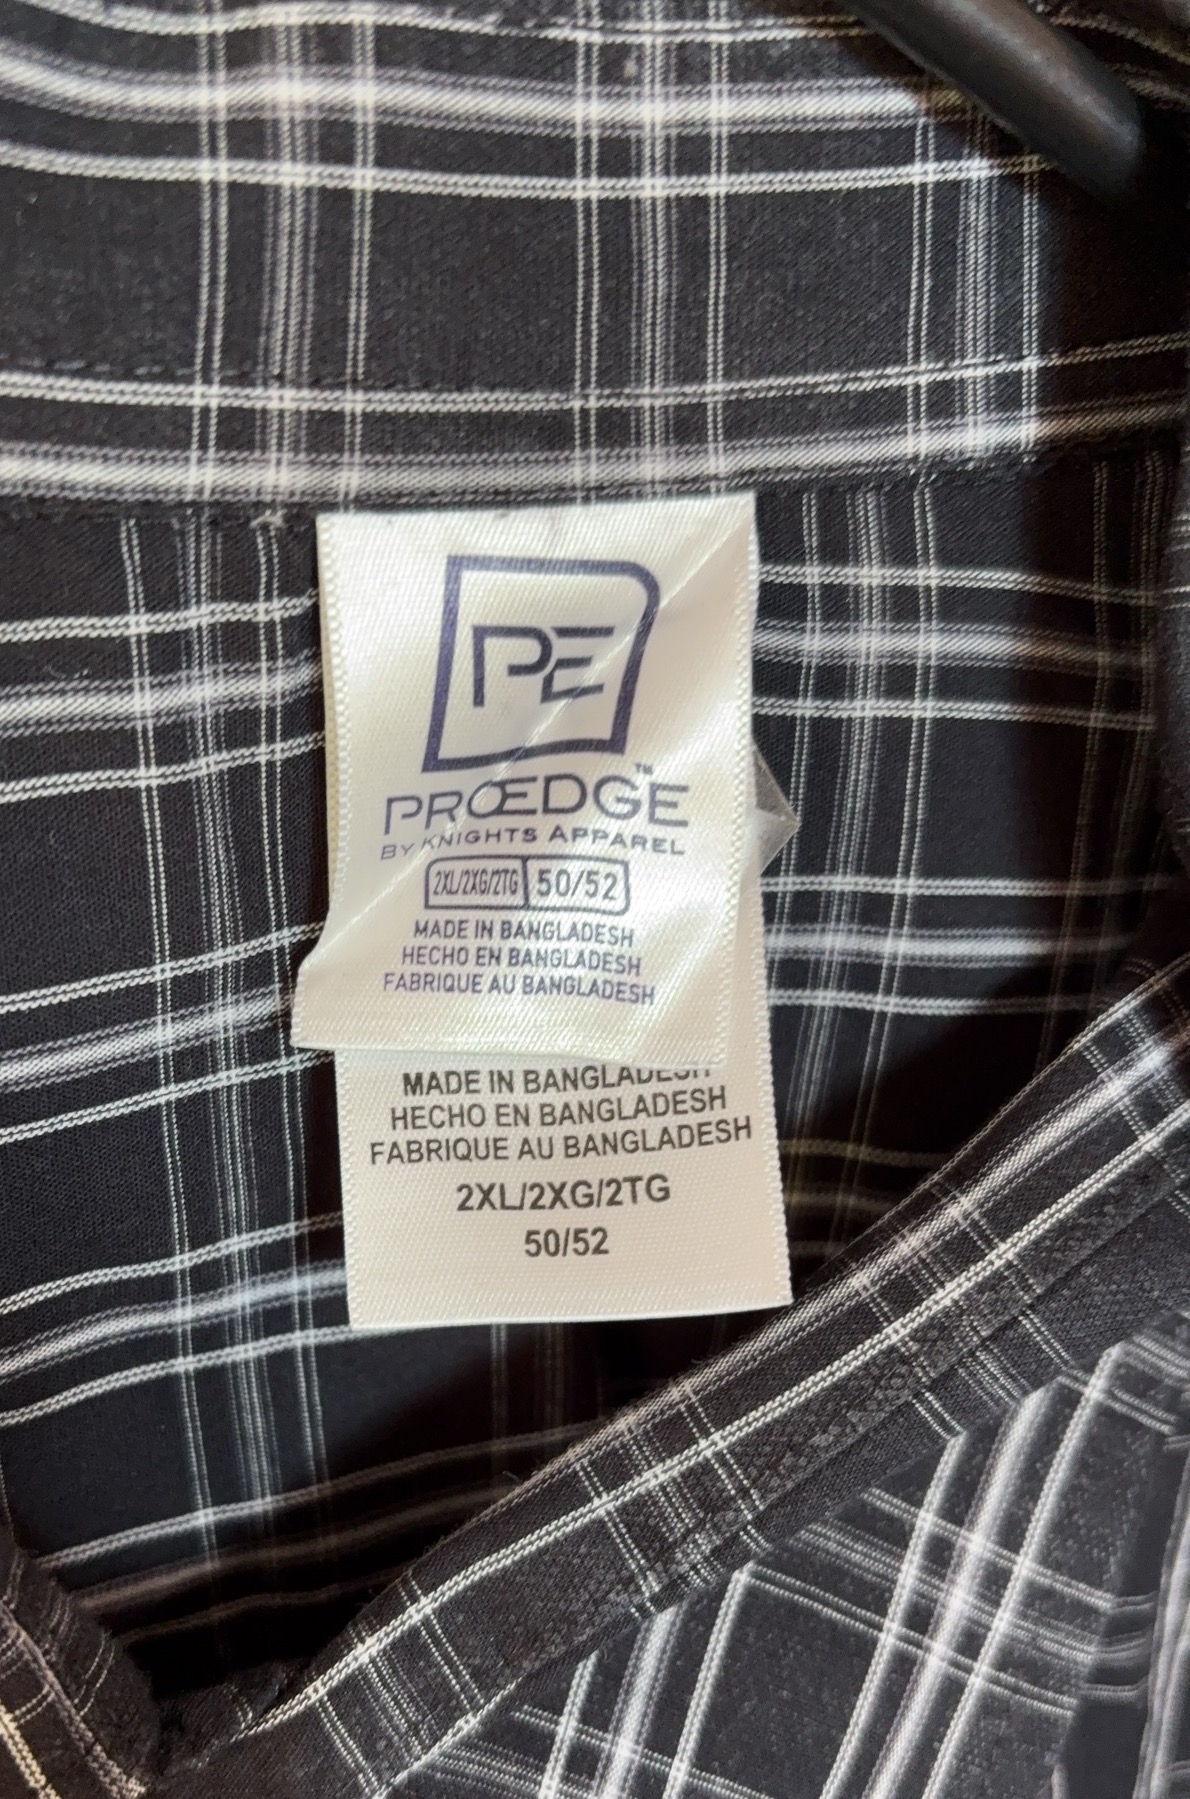 PE
PROEDGE™
BY KNIGHTS APPAREL
2XL/2XG/2TG 50/52
MADE IN BANGLADESH
HECHO EN BANGLADESH
FABRIQUE AU BANGLADESH
MADE IN BANGLADESH
HECHO EN BANGLADESH
FABRIQUE AU BANGLADESH
2XL/2XG/2TG
50/52